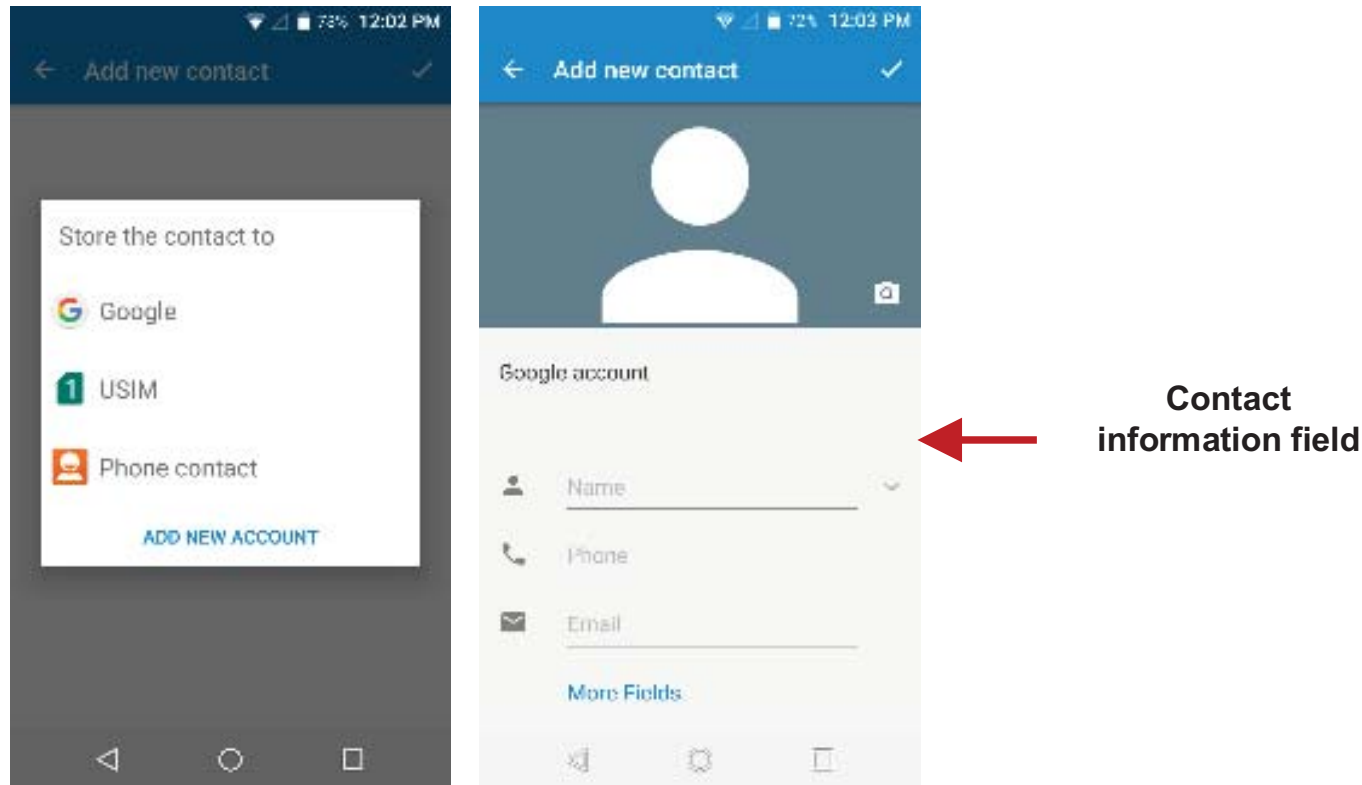 73% 12:02 PM
Add new contact
Store the contact to
Google
1 USIM
Phone contact
ADD NEW ACCOUNT
72% 12:03 PM
Add new contact
Google account
Name
Phone
Email
More Fields
Contact
information field